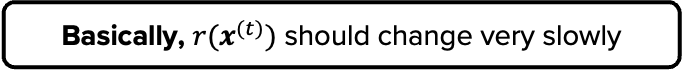 Basically, r(x^(t)) should change very slowly